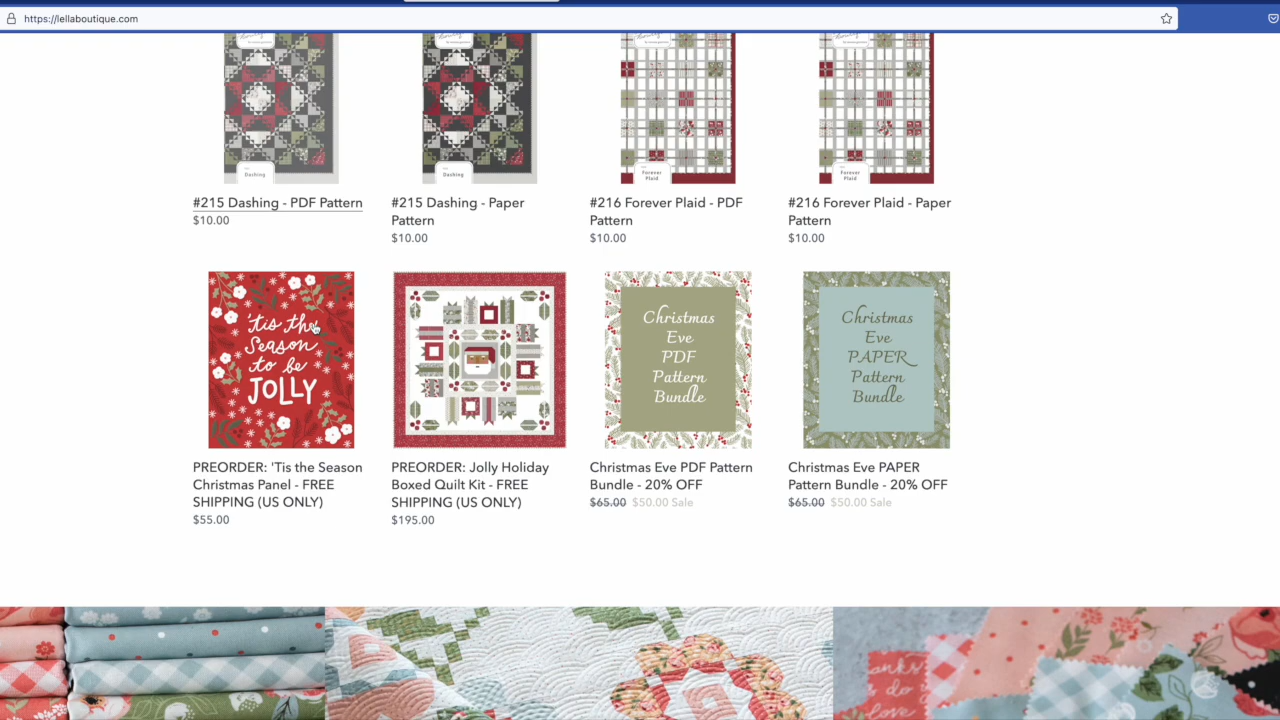 https://lellaboutique.com
Dashing
Dashing
Forever
Plaid
Forever
Plaid
#215 Dashing - PDF Pattern
$10.00
#215 Dashing - Paper
Pattern
$10.00
#216 Forever Plaid - PDF
Pattern
$10.00
#216 Forever Plaid - Paper
Pattern
$10.00
'tis the
Season
to be
JOLLY
Christmas
Eve
PDF
Pattern
Bundle
Christmas
Eve
PAPER
Pattern
Bundle
PREORDER: 'Tis the Season
Christmas Panel - FREE
SHIPPING (US ONLY)
$55.00
PREORDER: Jolly Holiday
Boxed Quilt Kit - FREE
SHIPPING (US ONLY)
$195.00
Christmas Eve PDF Pattern
Bundle - 20% OFF
$65.00 $50.00 Sale
Christmas Eve PAPER
Pattern Bundle - 20% OFF
$65.00 $50.00 Sale